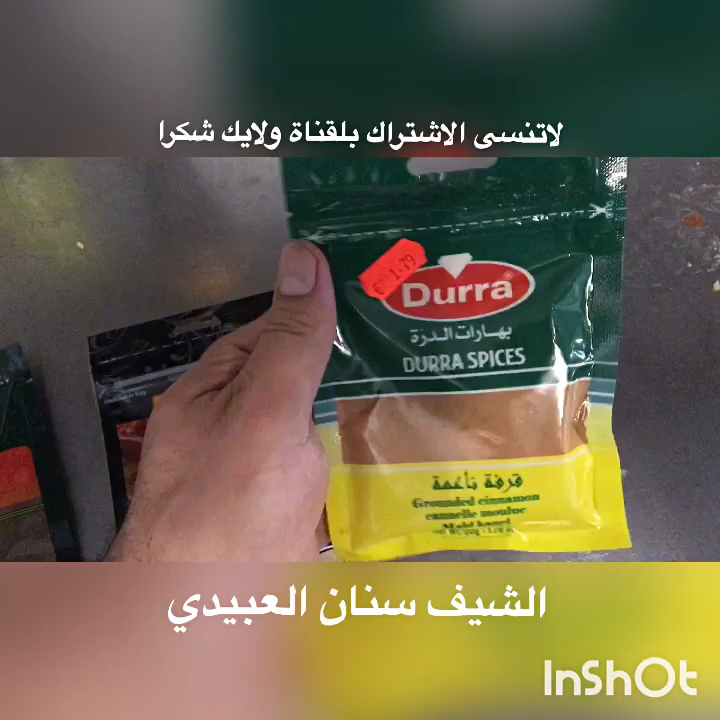 لاتنسى الاشتراك بلقناة ولايك شكرا
€ 1.79
Durra®
بهارات الدرة
DURRA SPICES
قرفة ناعمة
Grounded cinnamon
cannelle moulue
الشيف سنان العبيدي
InShOt